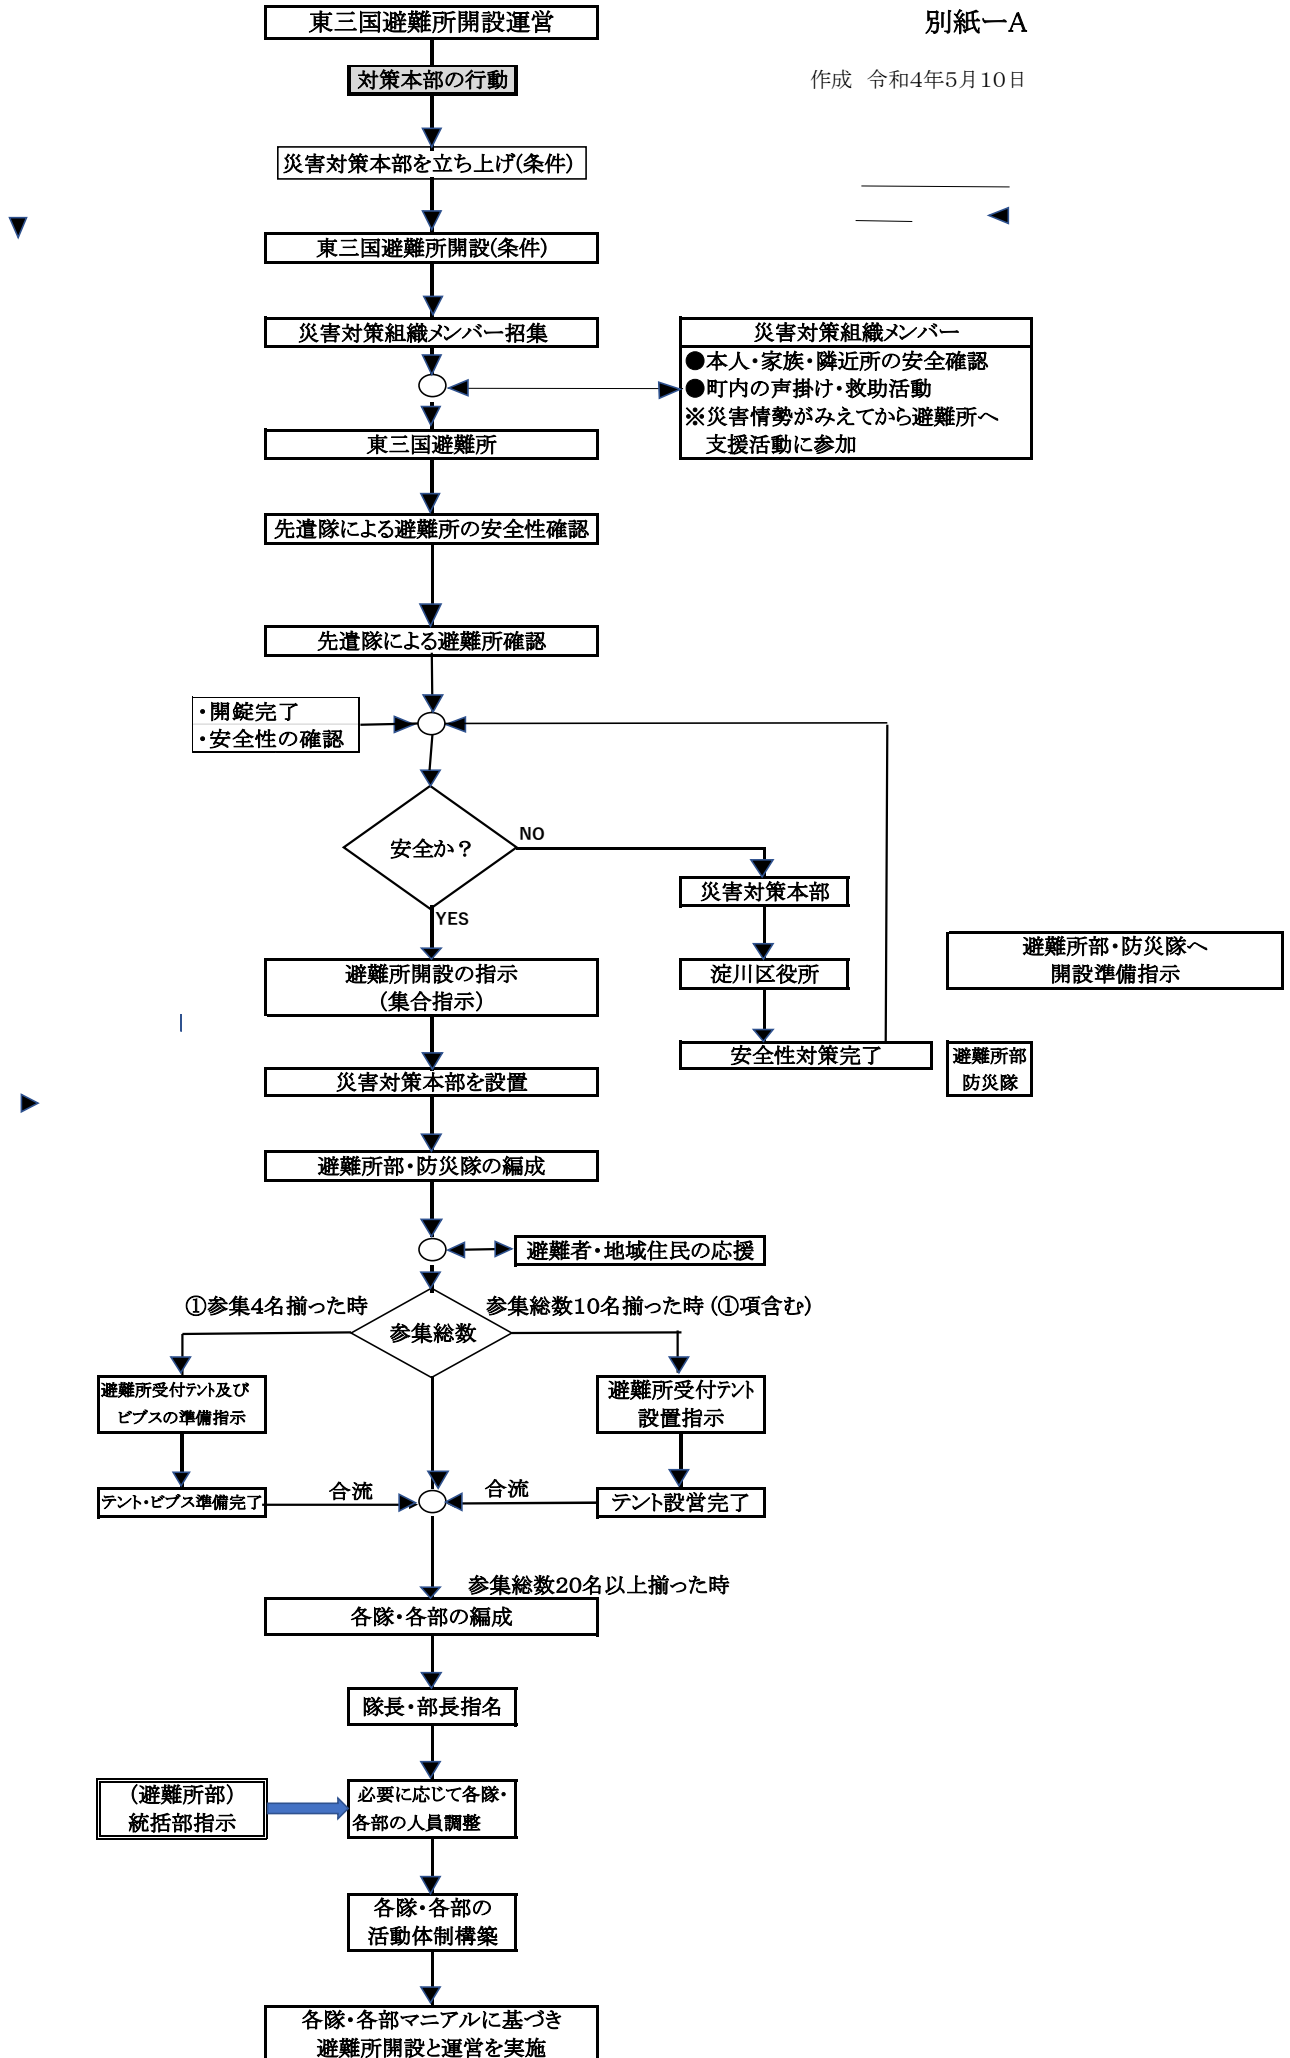 東三国避難所開設運営
別紙ーA
対策本部の行動
作成　令和4年5月10日
災害対策本部を立ち上げ(条件)
東三国避難所開設(条件)
災害対策組織メンバー招集
災害対策組織メンバー
●本人・家族・隣近所の安全確認
●町内の声掛け・救助活動
※災害情勢がみえてから避難所へ
支援活動に参加
東三国避難所
先遣隊による避難所の安全性確認
先遣隊による避難所確認
・開錠完了
・安全性の確認
安全か？
NO
YES
災害対策本部
淀川区役所
安全性対策完了
避難所部・防災隊へ
開設準備指示
避難所部
防災隊
避難所開設の指示
(集合指示)
災害対策本部を設置
避難所部・防災隊の編成
避難者・地域住民の応援
①参集4名揃った時
参集総数10名揃った時 (①項含む)
参集総数
避難所受付テント及び
ビブスの準備指示
避難所受付テント
設置指示
テント・ビブス準備完了
合流
合流
テント設営完了
参集総数20名以上揃った時
各隊・各部の編成
隊長・部長指名
(避難所部)
統括部指示
必要に応じて各隊・
各部の人員調整
各隊・各部の
活動体制構築
各隊・各部マニアルに基づき
避難所開設と運営を実施